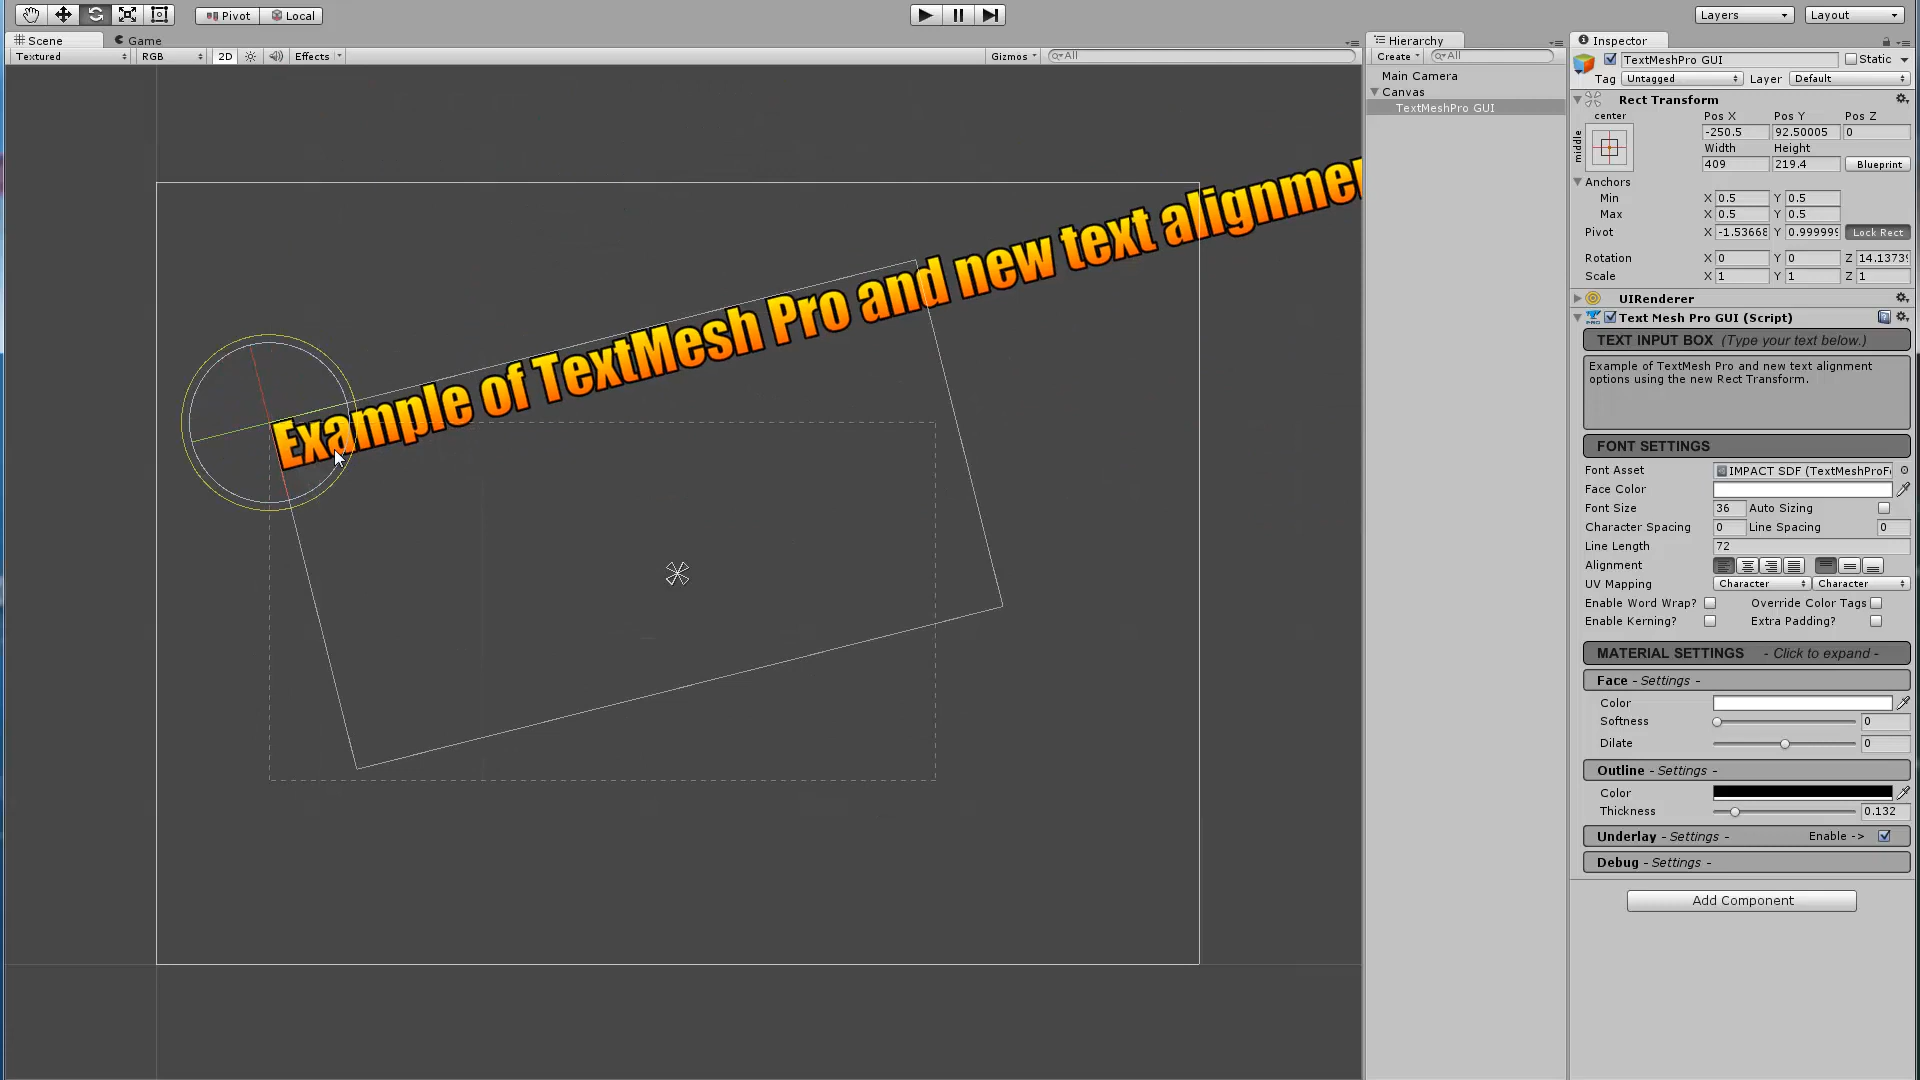 Pivot Local Layers Layout
Scene Game Hierarchy Inspector
Textured RGB 2D Effects Gizmos All Create All
TextMeshPro GUI Static
Tag Untagged Layer Default
Main Camera
Canvas
TextMeshPro GUI
Rect Transform
center
middle
Pos X Pos Y Pos Z
-250.5 92.50005 0
Width Height
409 219.4 Blueprint
Anchors
Min X 0.5 Y 0.5
Max X 0.5 Y 0.5
Pivot X -1.5366 Y 0.99999 Lock Rect
Rotation X 0 Y 0 Z 14.1373
Scale X 1 Y 1 Z 1
UIRenderer
Text Mesh Pro GUI (Script)
TEXT INPUT BOX (Type your text below.)
Example of TextMesh Pro and new text alignment
options using the new Rect Transform.
FONT SETTINGS
Font Asset IMPACT SDF (TextMeshProF
Face Color
Font Size 36 Auto Sizing
Character Spacing 0 Line Spacing 0
Line Length 72
Alignment
UV Mapping Character Character
Enable Word Wrap? Override Color Tags
Enable Kerning? Extra Padding?
MATERIAL SETTINGS - Click to expand -
Face - Settings -
Color
Softness 0
Dilate 0
Outline - Settings -
Color
Thickness 0.132
Underlay - Settings - Enable ->
Debug - Settings -
Add Component
Example of TextMesh Pro and new text alignmen